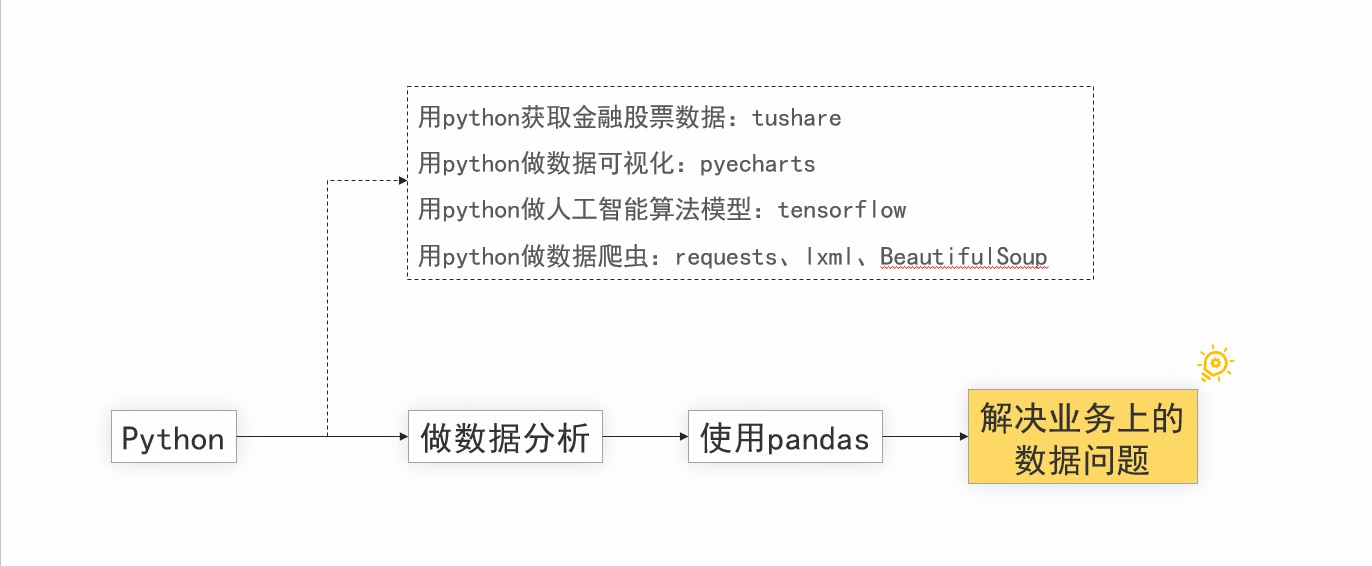 用python获取金融股票数据：tushare
用python做数据可视化：pyecharts
用python做人工智能算法模型：tensorflow
用python做数据爬虫：requests、lxml、BeautifulSoup
Python
做数据分析
使用pandas
解决业务上的
数据问题